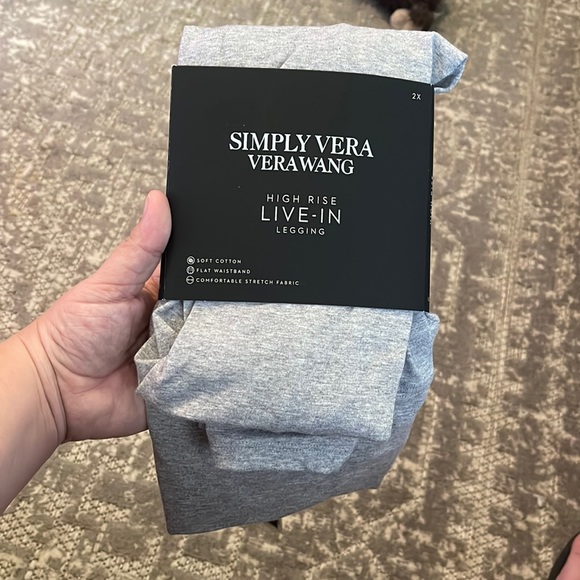 2X
SIMPLY VERA
VERAWANG
HIGH RISE
LIVE-IN
LEGGING
SOFT COTTON
FLAT WAISTBAND
COMFORTABLE STRETCH FABRIC